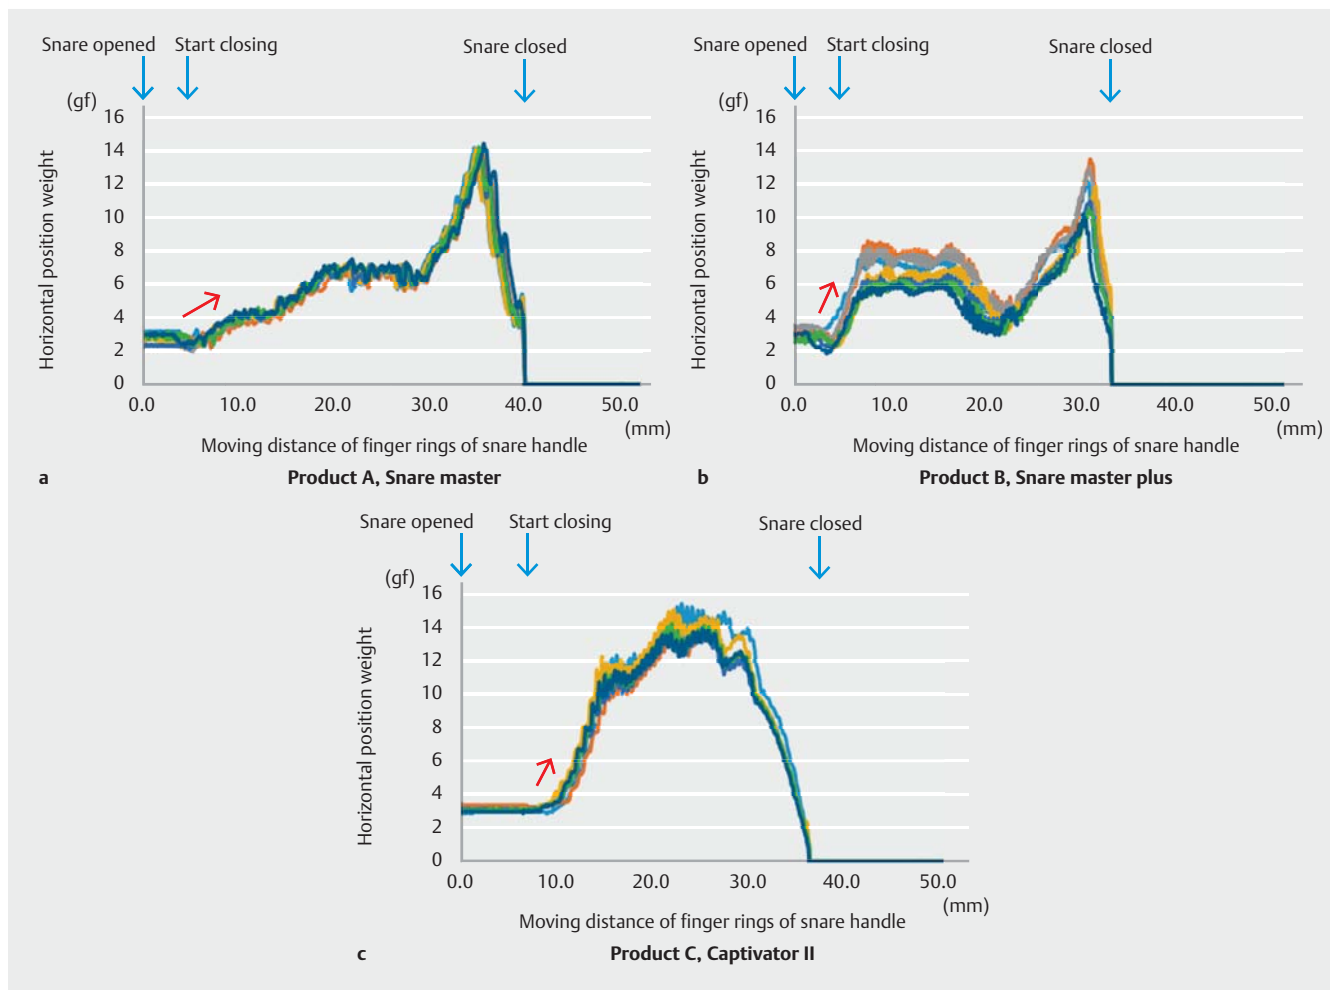 Snare opened Start closing Snare closed
(gf)
16
14
12
10
8
6
4
2
0
Horizontal position weight
0.0 10.0 20.0 30.0 40.0 50.0
(mm)
Moving distance of finger rings of snare handle
a Product A, Snare master
Snare opened Start closing Snare closed
(gf)
16
14
12
10
8
6
4
2
0
Horizontal position weight
0.0 10.0 20.0 30.0 40.0 50.0
(mm)
Moving distance of finger rings of snare handle
b Product B, Snare master plus
Snare opened Start closing Snare closed
(gf)
16
14
12
10
8
6
4
2
0
Horizontal position weight
0.0 10.0 20.0 30.0 40.0 50.0
(mm)
Moving distance of finger rings of snare handle
c Product C, Captivator II